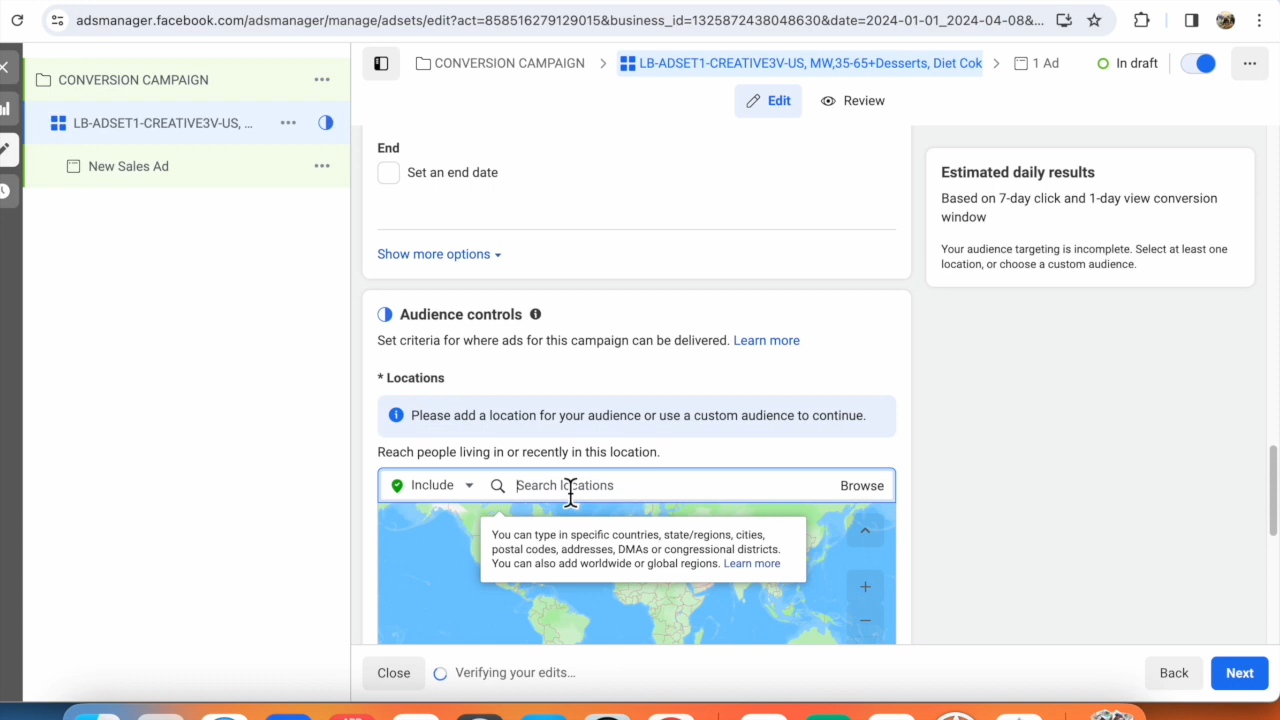 adsmanager.facebook.com/adsmanager/manage/adsets/edit?act=858516279129015&business_id=1325872438048630&date=2024-01-01_2024-04-08&...
CONVERSION CAMPAIGN
LB-ADSET1-CREATIVE3V-US, ...
New Sales Ad
CONVERSION CAMPAIGN
LB-ADSET1-CREATIVE3V-US, MW,35-65+Desserts, Diet Cok
1 Ad
In draft
Edit
Review
End
Set an end date
Show more options
Estimated daily results
Based on 7-day click and 1-day view conversion
window
Your audience targeting is incomplete. Select at least one
location, or choose a custom audience.
Audience controls
Set criteria for where ads for this campaign can be delivered. Learn more
* Locations
Please add a location for your audience or use a custom audience to continue.
Reach people living in or recently in this location.
Include
Search locations
Browse
You can type in specific countries, state/regions, cities,
postal codes, addresses, DMAs or congressional districts.
You can also add worldwide or global regions. Learn more
Close
Verifying your edits...
Back
Next